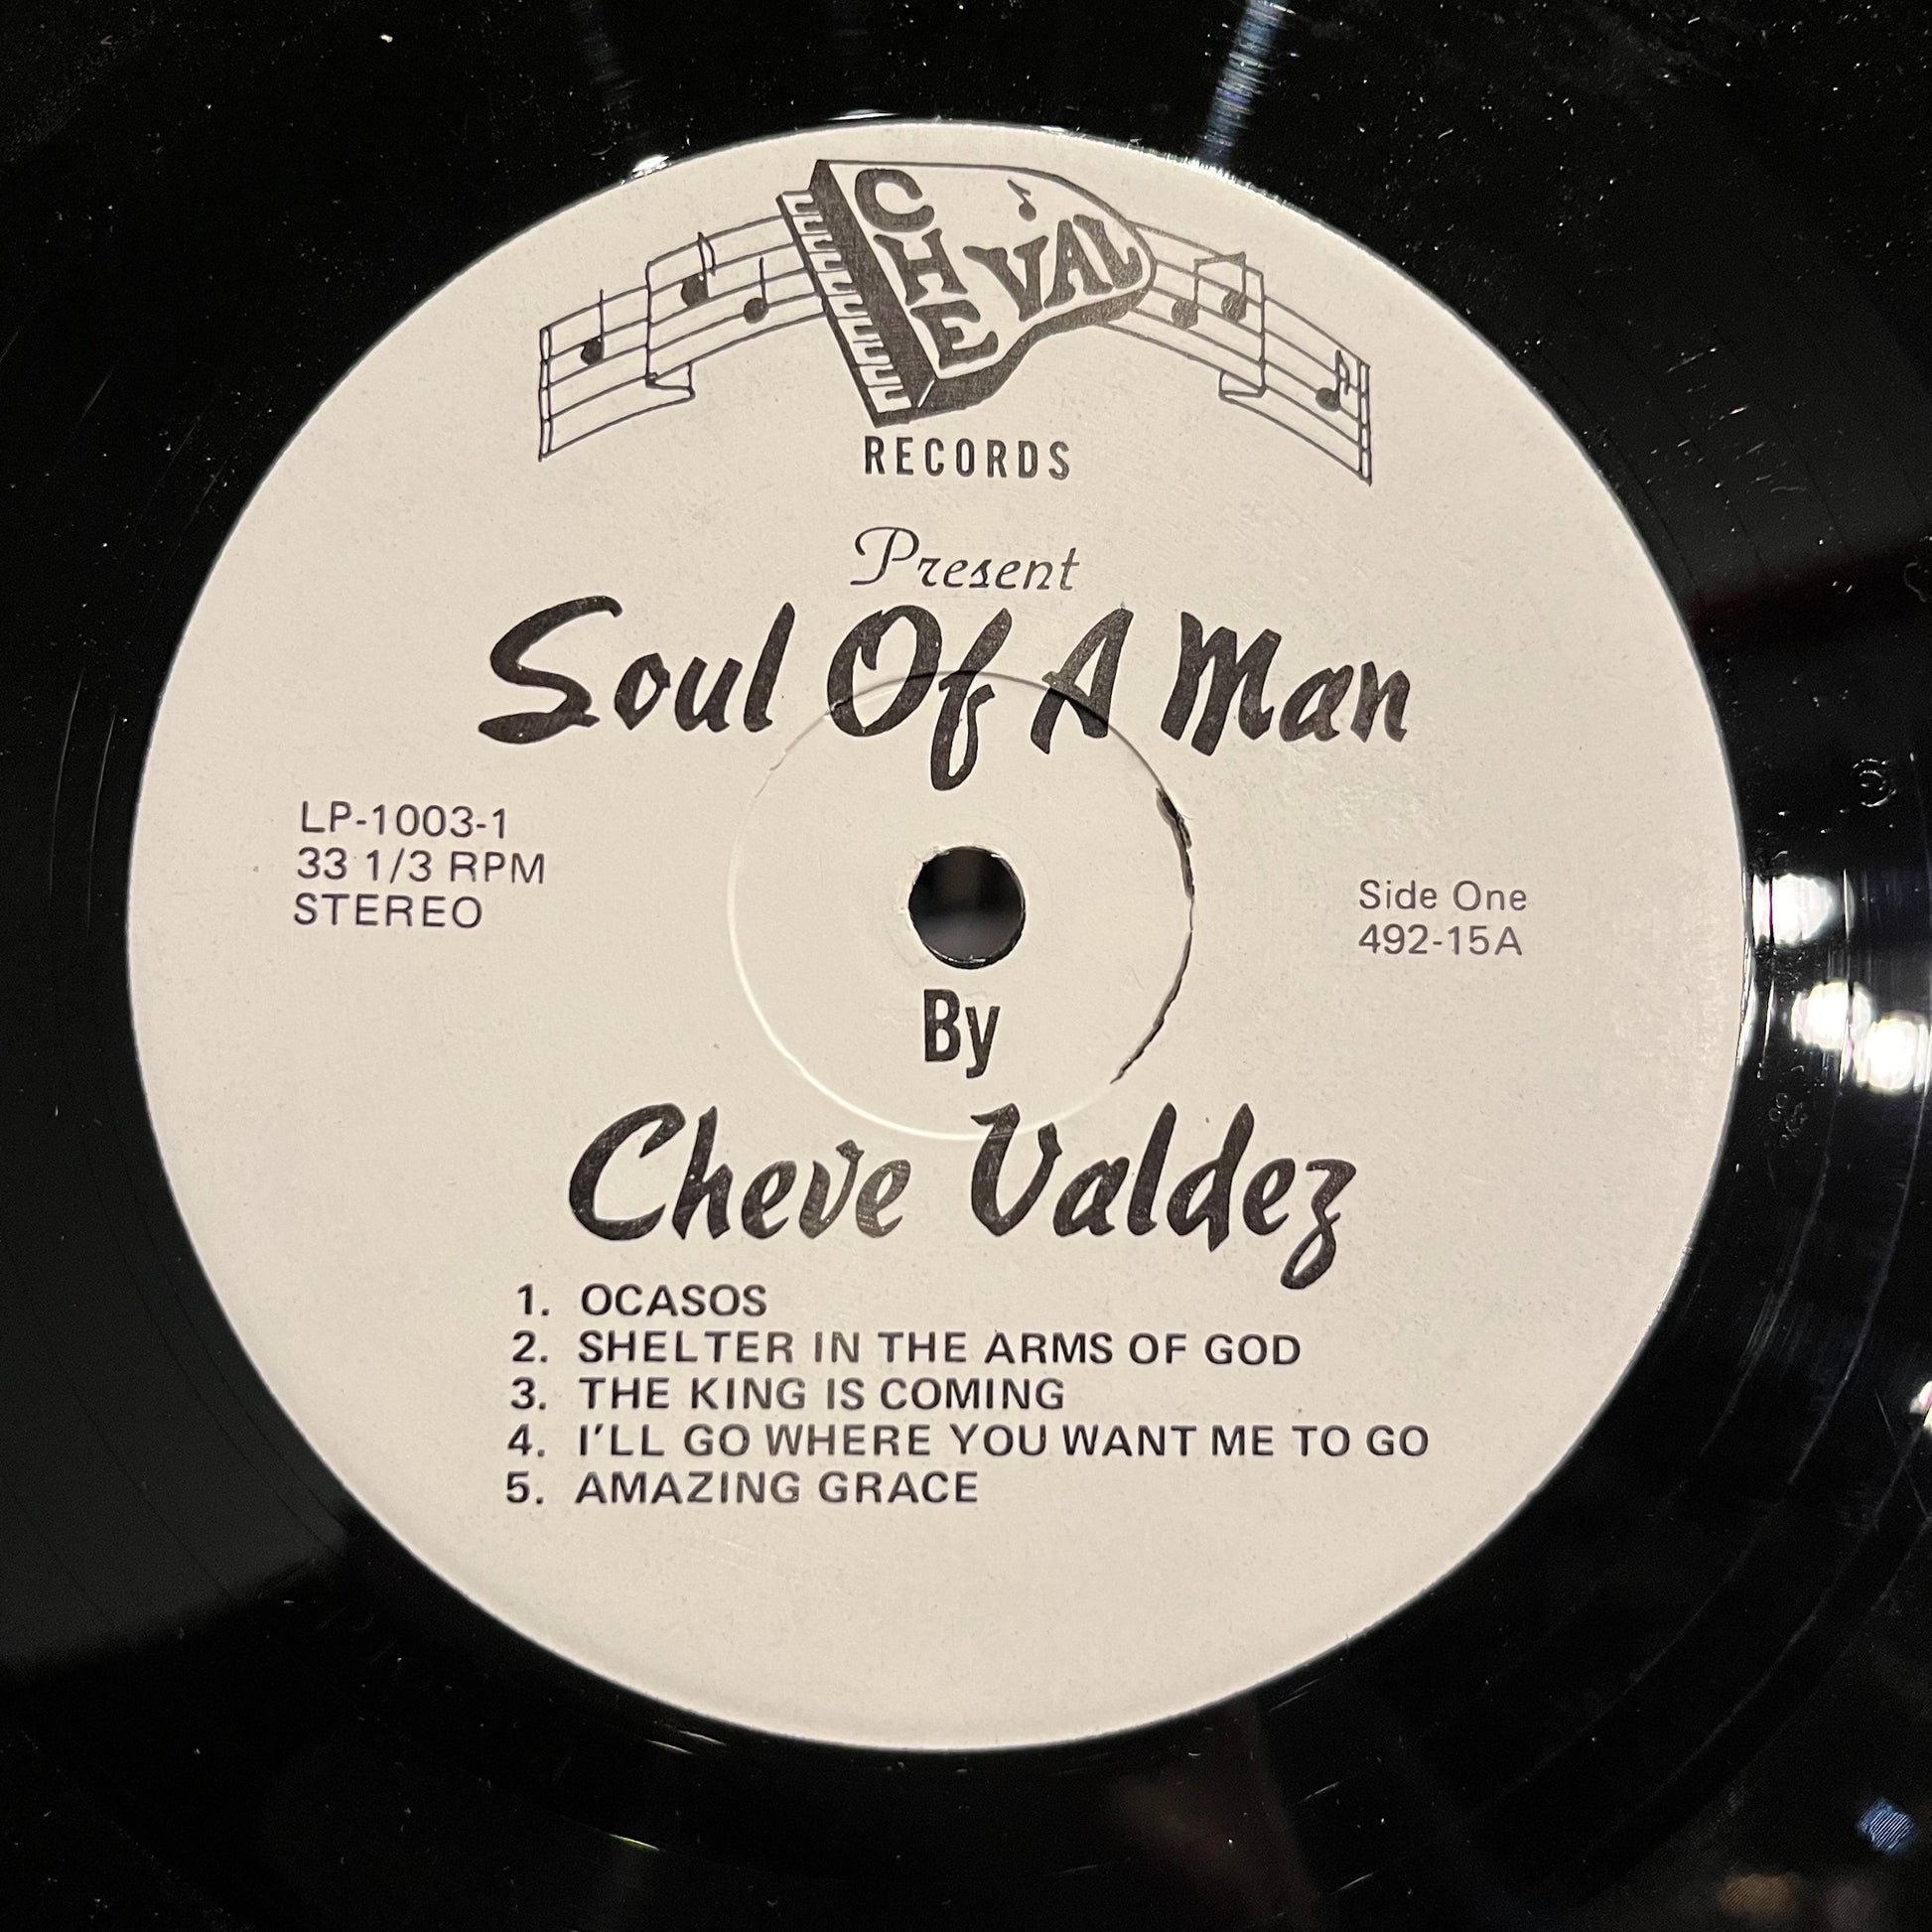 CHE VAL
RECORDS
Present
Soul Of A Man
LP-1003-1
33 1/3 RPM
STEREO
Side One
492-15A
By
Cheve Valdez
1. OCASOS
2. SHELTER IN THE ARMS OF GOD
3. THE KING IS COMING
4. I'LL GO WHERE YOU WANT ME TO GO
5. AMAZING GRACE